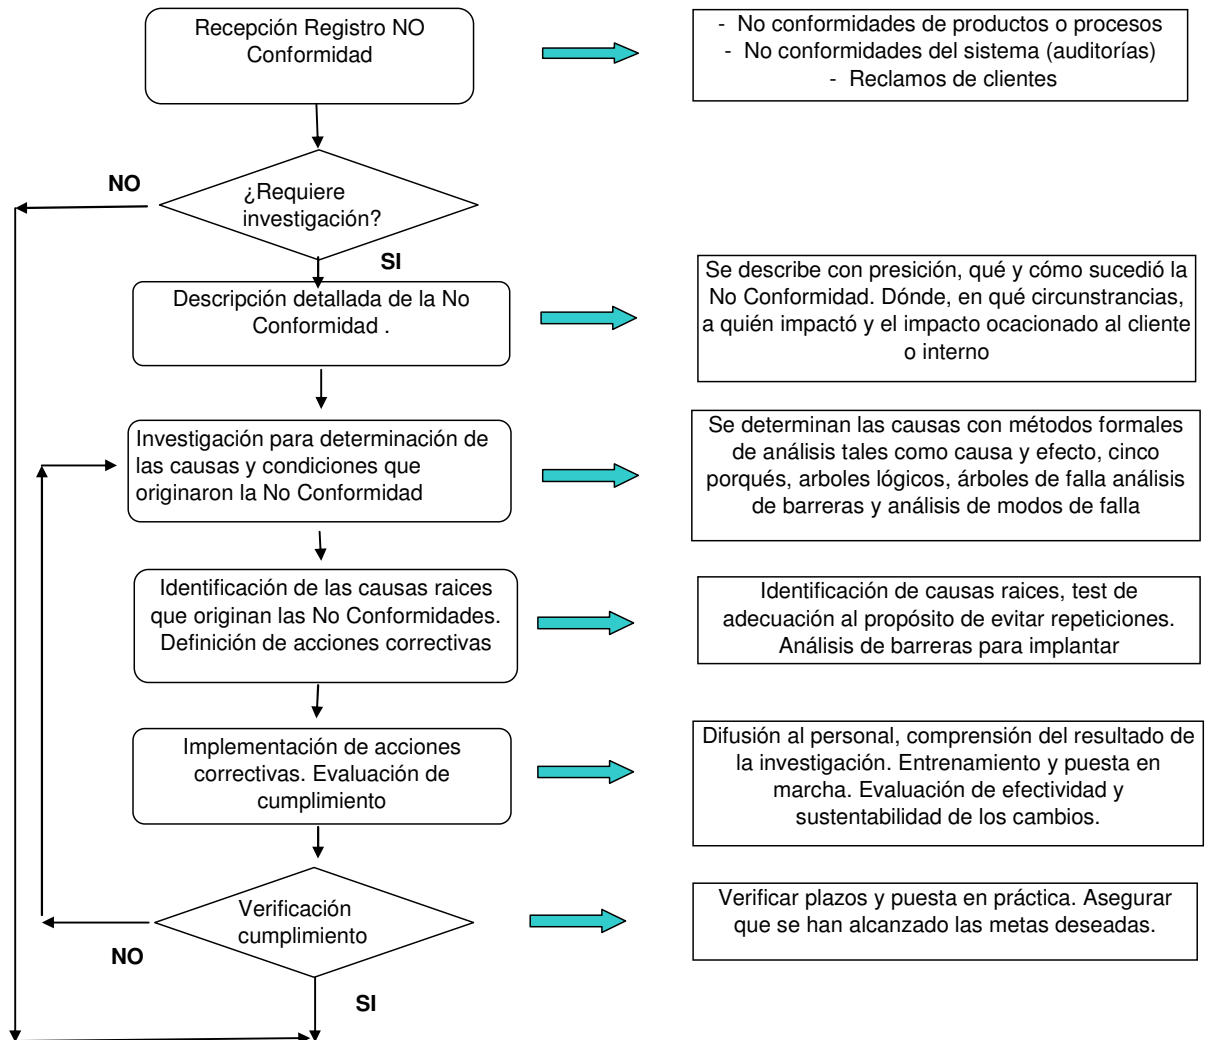 Recepción Registro NO
Conformidad
- No conformidades de productos o procesos
- No conformidades del sistema (auditorías)
- Reclamos de clientes
NO
¿Requiere
investigación?
SI
Descripción detallada de la No
Conformidad .
Se describe con presición, qué y cómo sucedió la
No Conformidad. Dónde, en qué circunstrancias,
a quién impactó y el impacto ocacionado al cliente
o interno
Investigación para determinación de
las causas y condiciones que
originaron la No Conformidad
Se determinan las causas con métodos formales
de análisis tales como causa y efecto, cinco
porqués, arboles lógicos, árboles de falla análisis
de barreras y análisis de modos de falla
Identificación de las causas raices
que originan las No Conformidades.
Definición de acciones correctivas
Identificación de causas raices, test de
adecuación al propósito de evitar repeticiones.
Análisis de barreras para implantar
Implementación de acciones
correctivas. Evaluación de
cumplimiento
Difusión al personal, comprensión del resultado de
la investigación. Entrenamiento y puesta en
marcha. Evaluación de efectividad y
sustentabilidad de los cambios.
Verificación
cumplimiento
Verificar plazos y puesta en práctica. Asegurar
que se han alcanzado las metas deseadas.
NO
SI